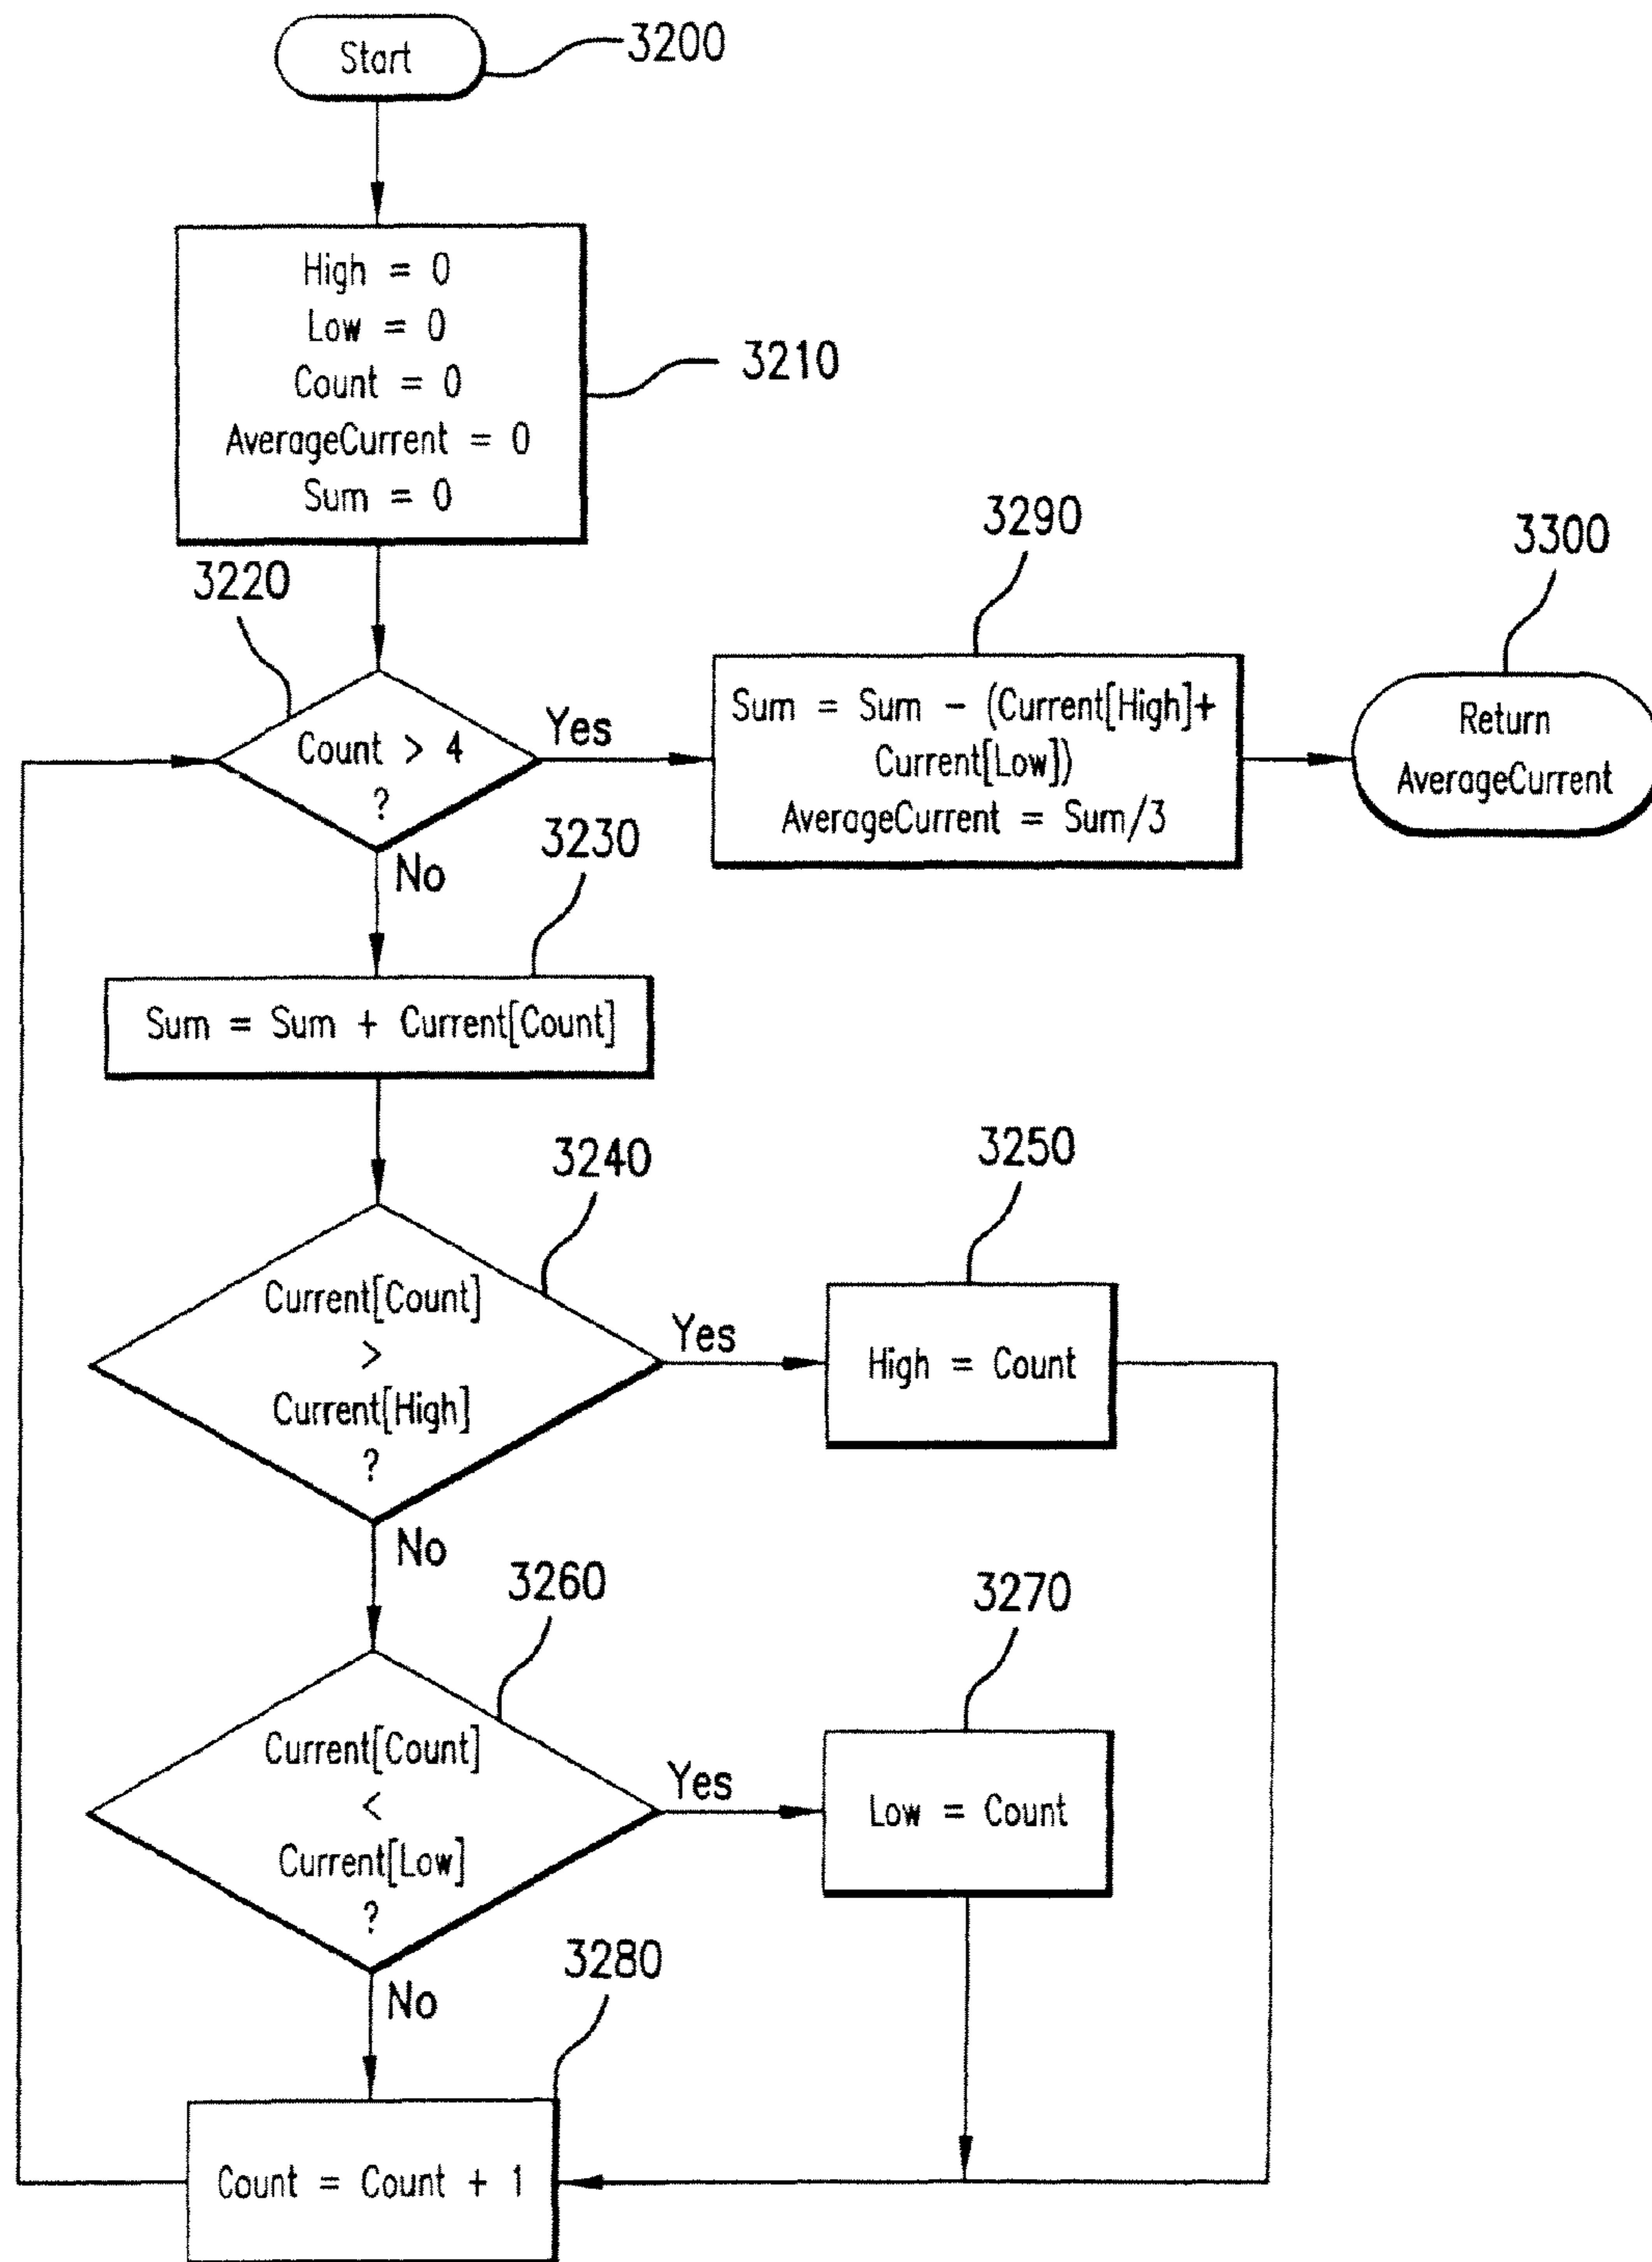 Start
3200
High = 0
Low = 0
Count = 0
AverageCurrent = 0
Sum = 0
3210
3220
Count > 4
?
Yes
No
3290
Sum = Sum - (Current[High]+
Current[Low])
AverageCurrent = Sum/3
3300
Return
AverageCurrent
3230
Sum = Sum + Current[Count]
3240
Current[Count]
>
Current[High]
?
Yes
No
3250
High = Count
3260
Current[Count]
<
Current[Low]
?
Yes
No
3270
Low = Count
3280
Count = Count + 1